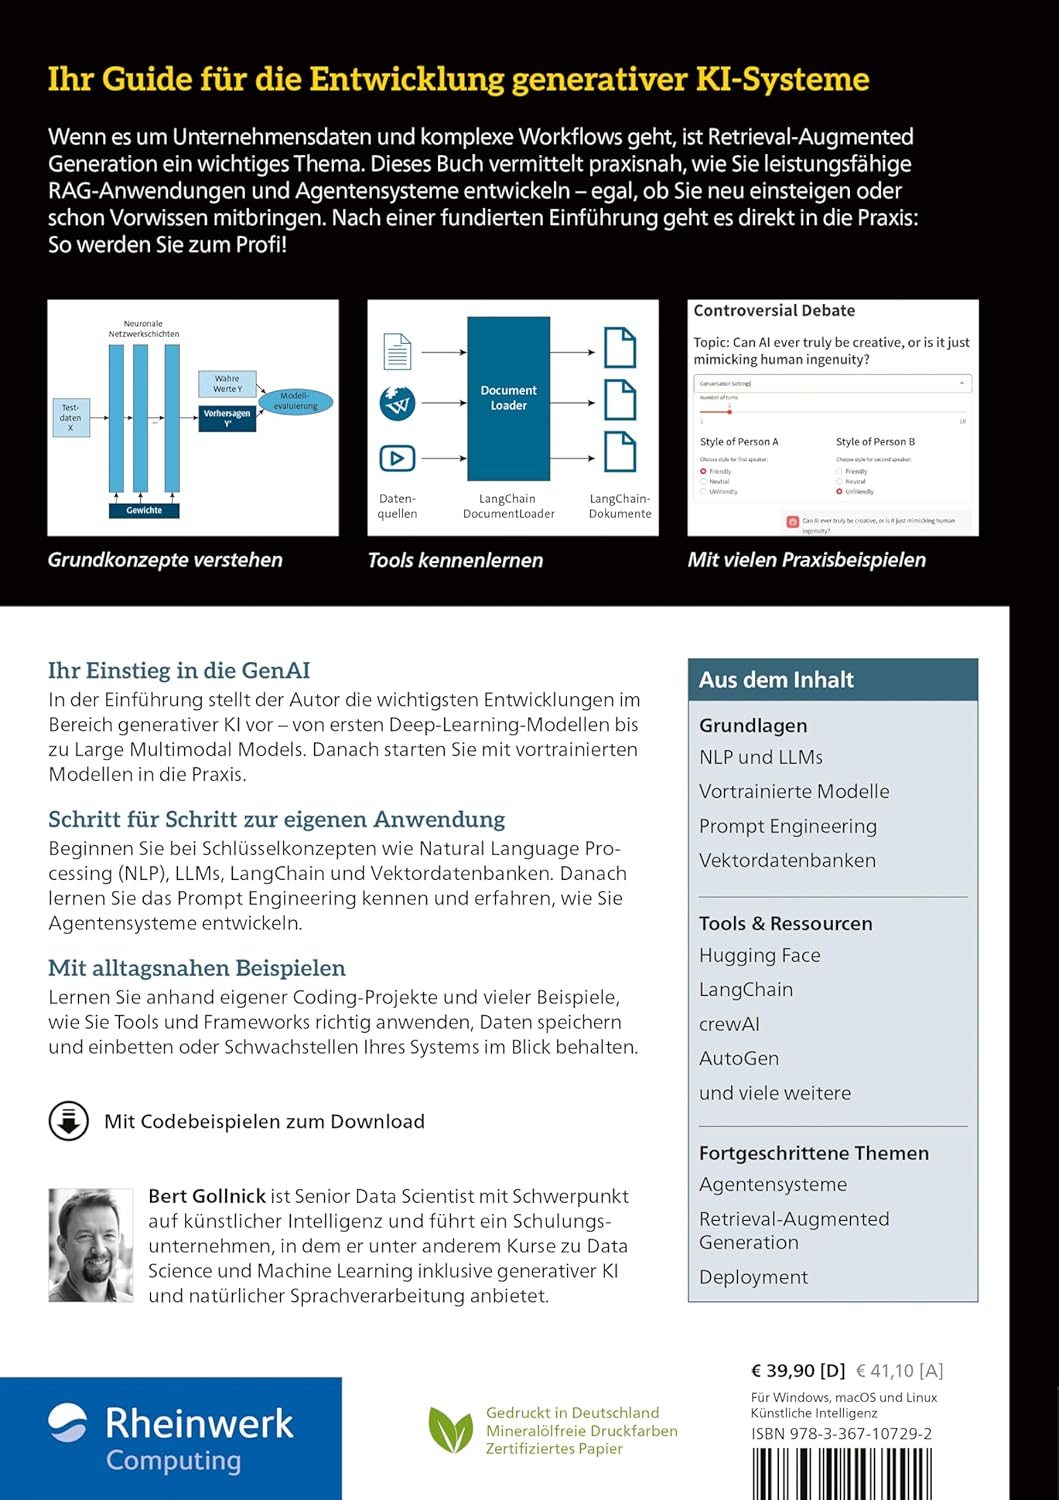 Ihr Guide für die Entwicklung generativer KI-Systeme
Wenn es um Unternehmensdaten und komplexe Workflows geht, ist Retrieval-Augmented
Generation ein wichtiges Thema. Dieses Buch vermittelt praxisnah, wie Sie leistungsfähige
RAG-Anwendungen und Agentensysteme entwickeln – egal, ob Sie neu einsteigen oder
schon Vorwissen mitbringen. Nach einer fundierten Einführung geht es direkt in die Praxis:
So werden Sie zum Profi!
Neuronale
Netzwerkschichten
Test-
daten
X
...
Wahre
Werte Y
Vorhersagen
Y'
Modell-
evaluierung
Gewichte
Grundkonzepte verstehen
W
Document
Loader
Daten-
quellen
LangChain
DocumentLoader
LangChain-
Dokumente
Tools kennenlernen
Controversial Debate
Topic: Can AI ever truly be creative, or is it just
mimicking human ingenuity?
Conversation Settings
Number of turns
1
10
Style of Person A
Style of Person B
Choose style for first speaker:
Choose style for second speaker:
Friendly
Friendly
Neutral
Neutral
Unfriendly
Unfriendly
Can AI ever truly be creative, or is it just mimicking human
ingenuity?
Mit vielen Praxisbeispielen
Ihr Einstieg in die GenAI
In der Einführung stellt der Autor die wichtigsten Entwicklungen im
Bereich generativer KI vor – von ersten Deep-Learning-Modellen bis
zu Large Multimodal Models. Danach starten Sie mit vortrainierten
Modellen in die Praxis.
Schritt für Schritt zur eigenen Anwendung
Beginnen Sie bei Schlüsselkonzepten wie Natural Language Pro-
cessing (NLP), LLMs, LangChain und Vektordatenbanken. Danach
lernen Sie das Prompt Engineering kennen und erfahren, wie Sie
Agentensysteme entwickeln.
Mit alltagsnahen Beispielen
Lernen Sie anhand eigener Coding-Projekte und vieler Beispiele,
wie Sie Tools und Frameworks richtig anwenden, Daten speichern
und einbetten oder Schwachstellen Ihres Systems im Blick behalten.
Mit Codebeispielen zum Download
Bert Gollnick ist Senior Data Scientist mit Schwerpunkt
auf künstlicher Intelligenz und führt ein Schulungs-
unternehmen, in dem er unter anderem Kurse zu Data
Science und Machine Learning inklusive generativer KI
und natürlicher Sprachverarbeitung anbietet.
Aus dem Inhalt
Grundlagen
NLP und LLMs
Vortrainierte Modelle
Prompt Engineering
Vektordatenbanken
Tools & Ressourcen
Hugging Face
LangChain
crewAI
AutoGen
und viele weitere
Fortgeschrittene Themen
Agentensysteme
Retrieval-Augmented
Generation
Deployment
Rheinwerk
Computing
Gedruckt in Deutschland
Mineralölfreie Druckfarben
Zertifiziertes Papier
€ 39,90 [D] € 41,10 [A]
Für Windows, macOS und Linux
Künstliche Intelligenz
ISBN 978-3-367-10729-2